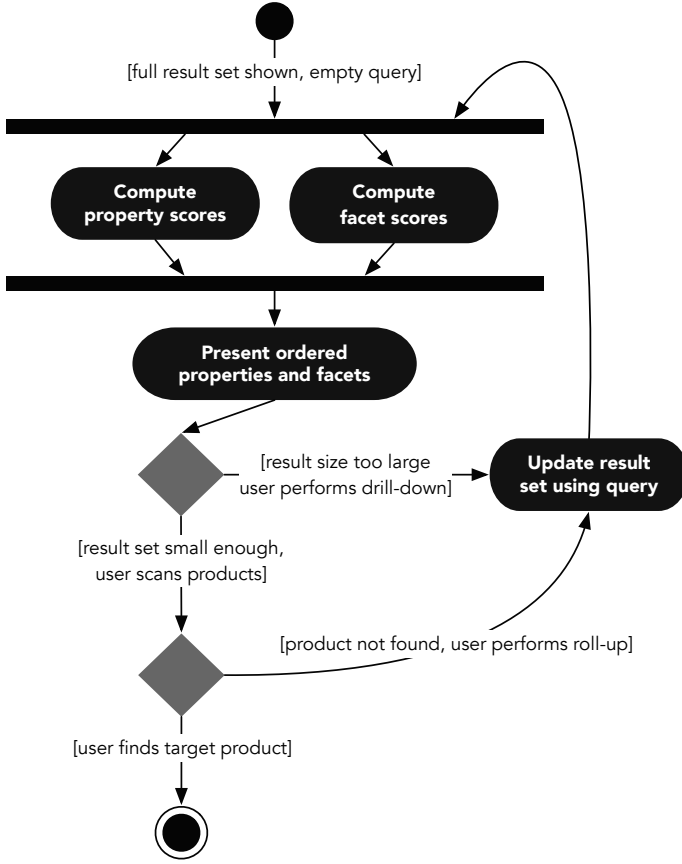 [full result set shown, empty query]
Compute
property scores
Compute
facet scores
Present ordered
properties and facets
[result size too large
user performs drill-down]
Update result
set using query
[result set small enough,
user scans products]
[product not found, user performs roll-up]
[user finds target product]